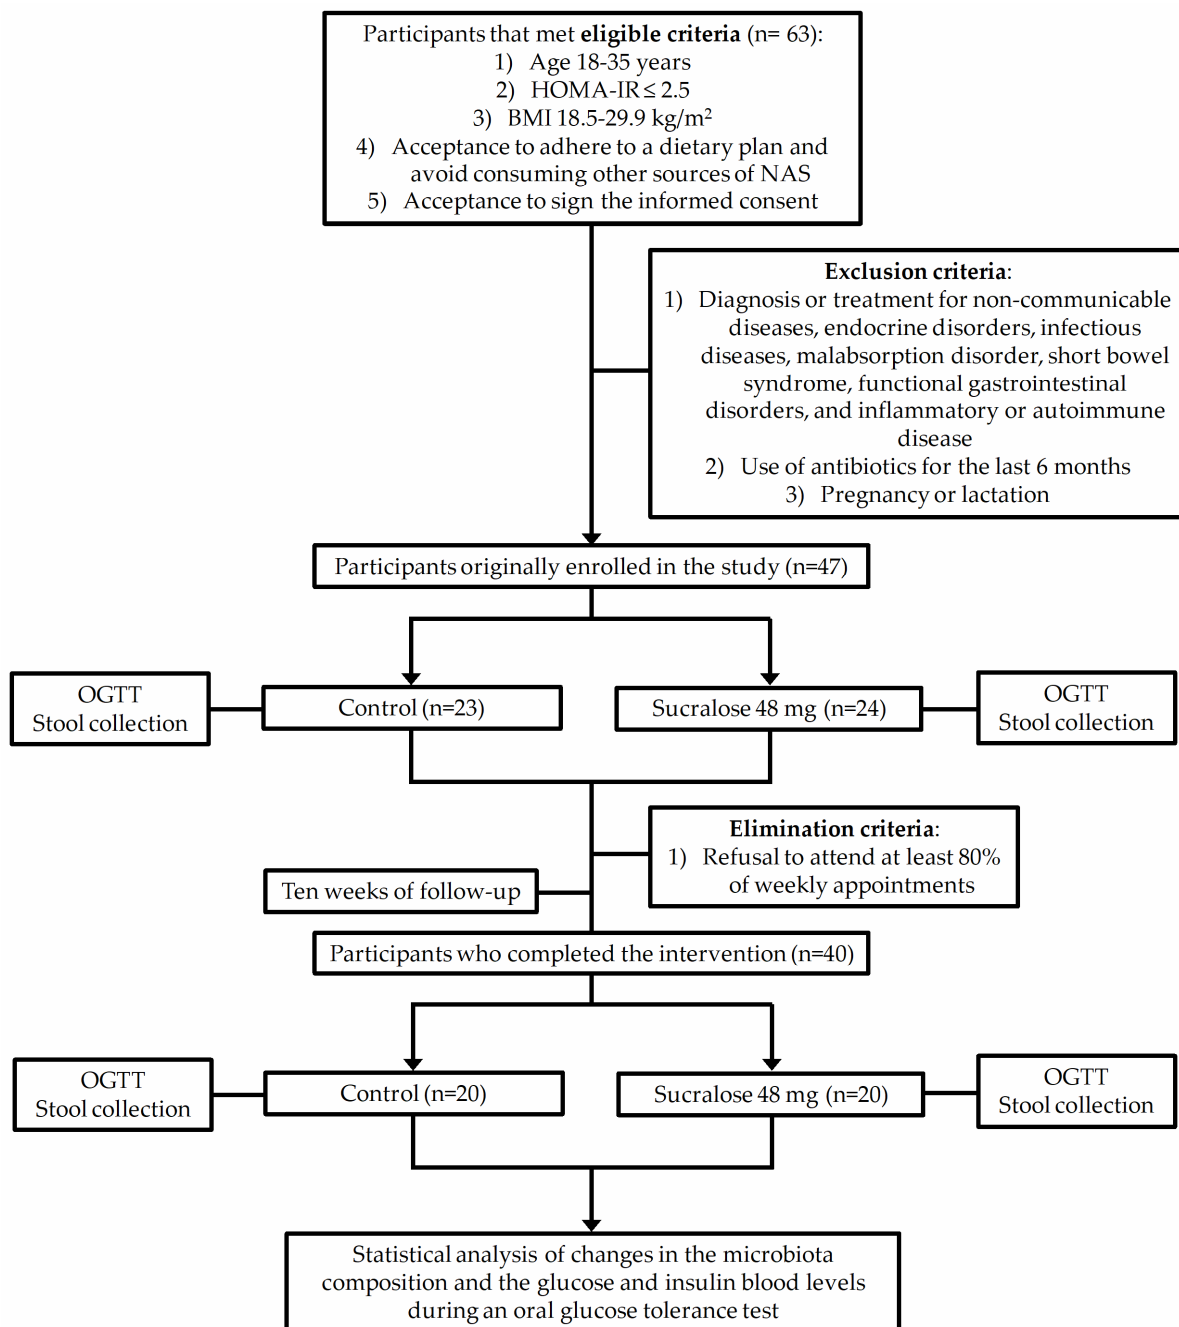 Participants that met eligible criteria (n= 63):
1) Age 18-35 years
2) HOMA-IR ≤ 2.5
3) BMI 18.5-29.9 kg/m²
4) Acceptance to adhere to a dietary plan and
avoid consuming other sources of NAS
5) Acceptance to sign the informed consent
Exclusion criteria:
1) Diagnosis or treatment for non-communicable
diseases, endocrine disorders, infectious
diseases, malabsorption disorder, short bowel
syndrome, functional gastrointestinal
disorders, and inflammatory or autoimmune
disease
2) Use of antibiotics for the last 6 months
3) Pregnancy or lactation
Participants originally enrolled in the study (n=47)
OGTT
Stool collection
Control (n=23)
Sucralose 48 mg (n=24)
OGTT
Stool collection
Elimination criteria:
1) Refusal to attend at least 80%
of weekly appointments
Ten weeks of follow-up
Participants who completed the intervention (n=40)
OGTT
Stool collection
Control (n=20)
Sucralose 48 mg (n=20)
OGTT
Stool collection
Statistical analysis of changes in the microbiota
composition and the glucose and insulin blood levels
during an oral glucose tolerance test